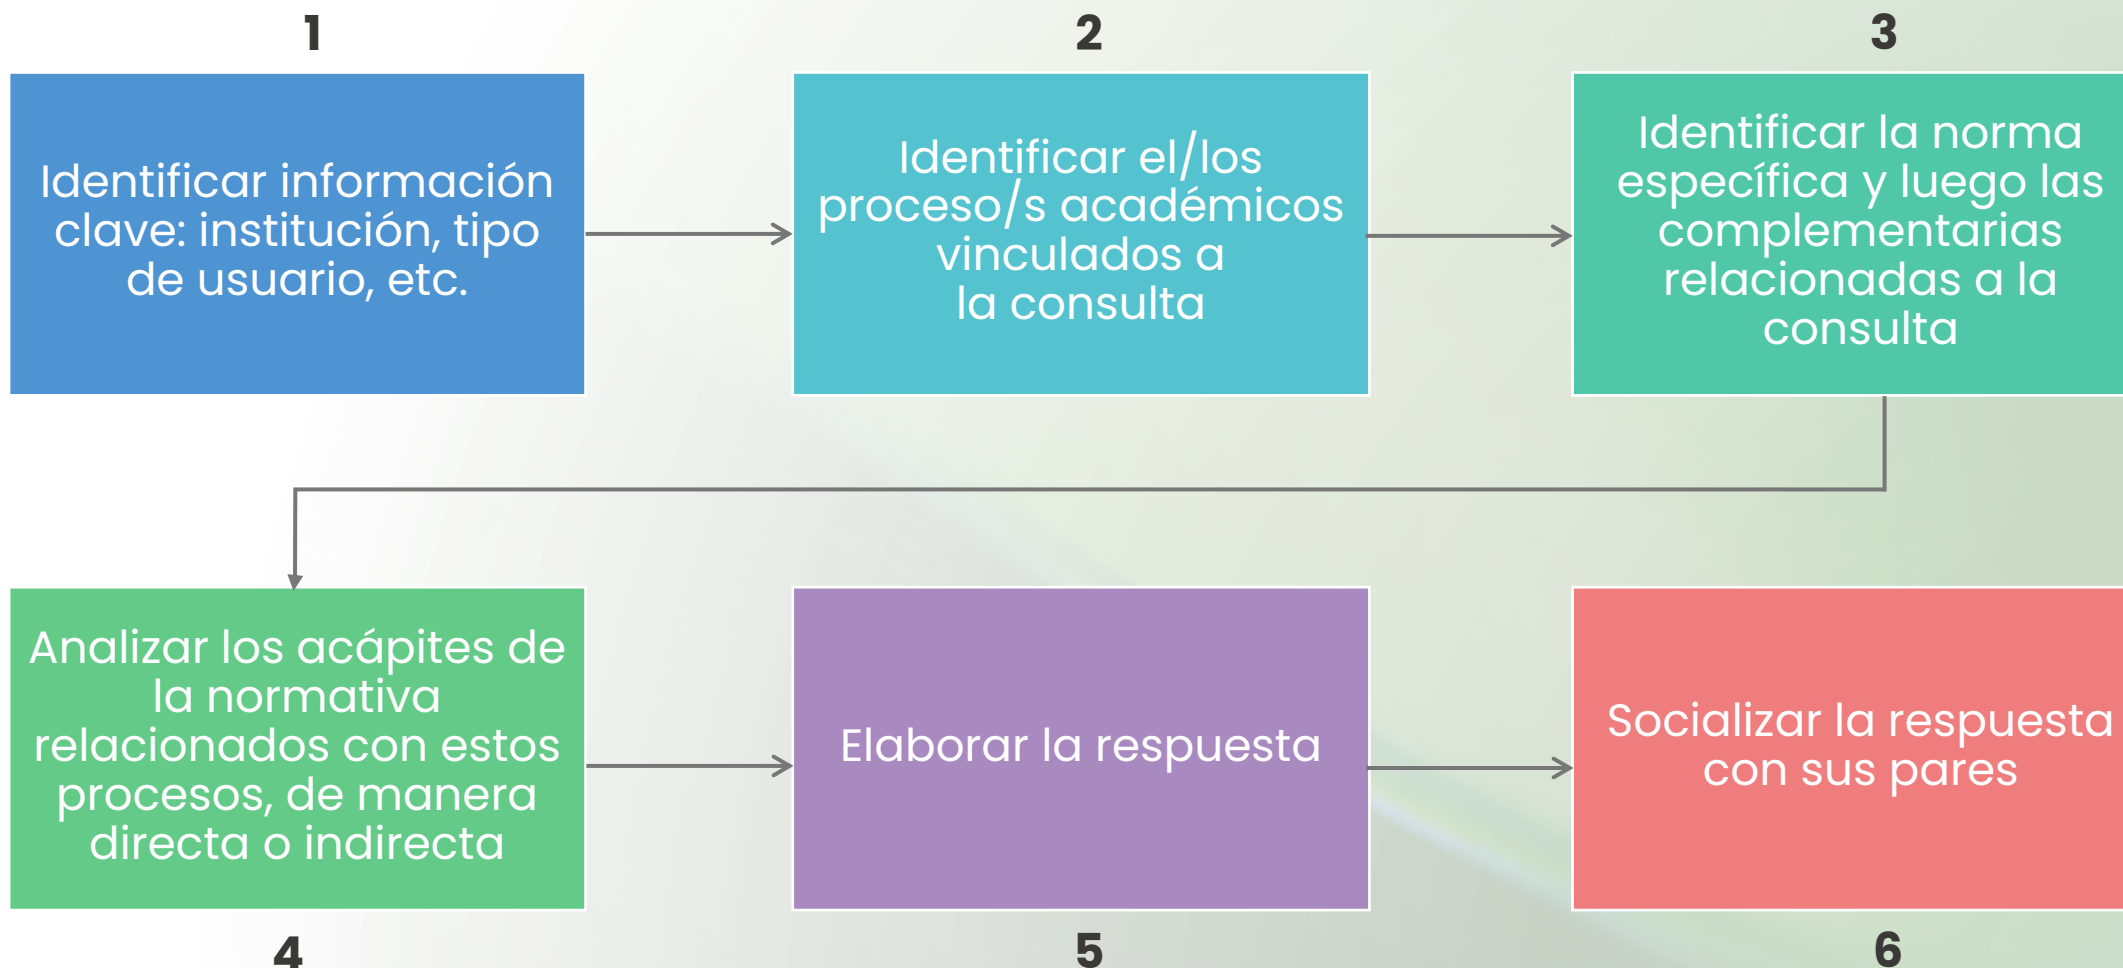 1
Identificar información
clave: institución, tipo
de usuario, etc.
2
Identificar el/los
proceso/s académicos
vinculados a
la consulta
3
Identificar la norma
específica y luego las
complementarias
relacionadas a la
consulta
Analizar los acápites de
la normativa
relacionados con estos
procesos, de manera
directa o indirecta
4
Elaborar la respuesta
5
Socializar la respuesta
con sus pares
6